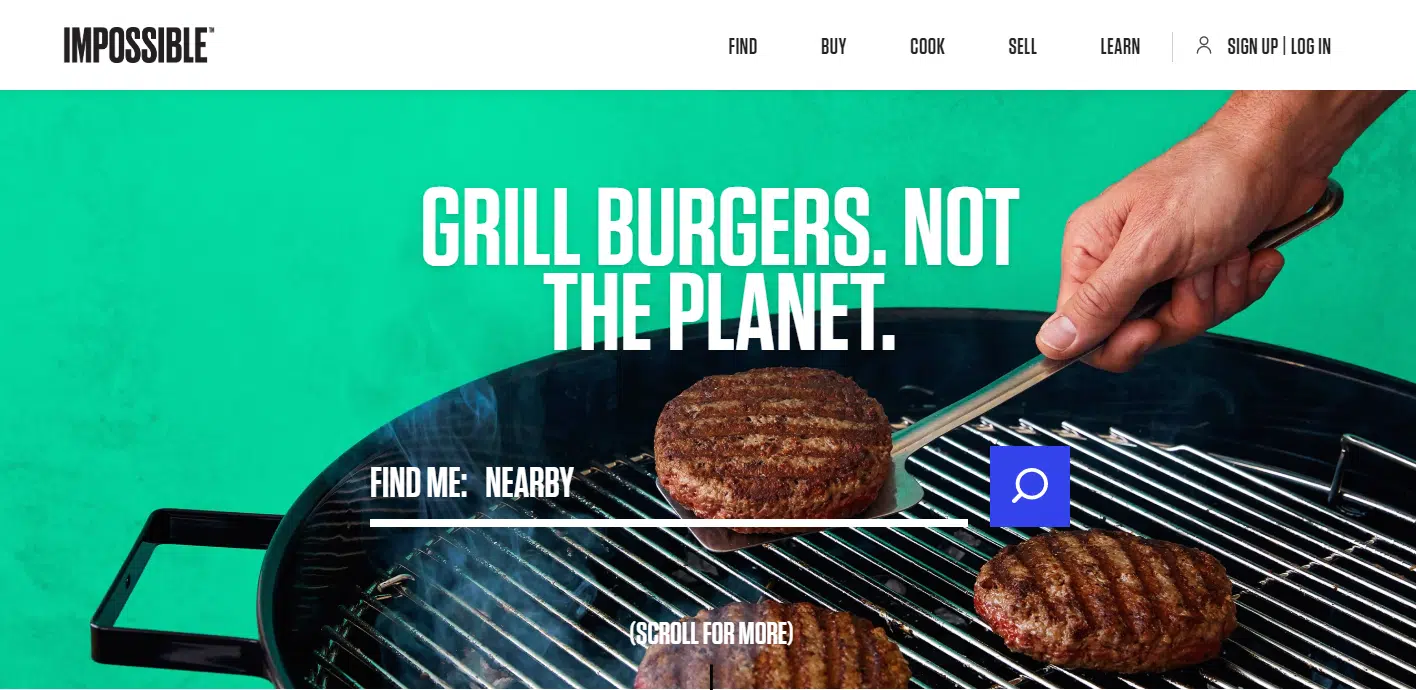 IMPOSSIBLE™
FIND BUY COOK SELL LEARN SIGN UP | LOG IN
GRILL BURGERS. NOT
THE PLANET.
FIND ME: NEARBY
(SCROLL FOR MORE)